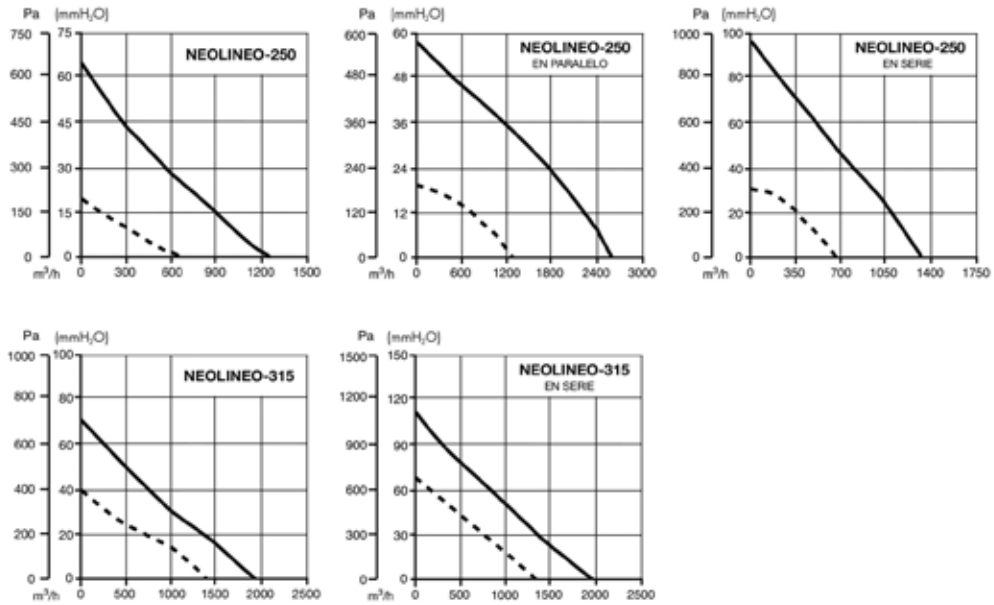 Pa (mmH₂O) Pa (mmH₂O) Pa (mmH₂O)
750 75 600 60 1000 100
NEOLINEO-250 NEOLINEO-250 NEOLINEO-250
EN PARALELO EN SERIE
600 60 480 48 800 80
450 45 360 36 600 60
300 30 240 24 400 40
150 15 120 12 200 20
0 0 0 0 0 0
m³/h 0 300 600 900 1200 1500 m³/h 0 600 1200 1800 2400 3000 m³/h 0 350 700 1050 1400 1750
Pa (mmH₂O) Pa (mmH₂O)
1000 100 1500 150
NEOLINEO-315 NEOLINEO-315
EN SERIE
800 80 1200 120
600 60 900 90
400 40 600 60
200 20 300 30
0 0 0 0
m³/h 0 500 1000 1500 2000 2500 m³/h 0 500 1000 1500 2000 2500